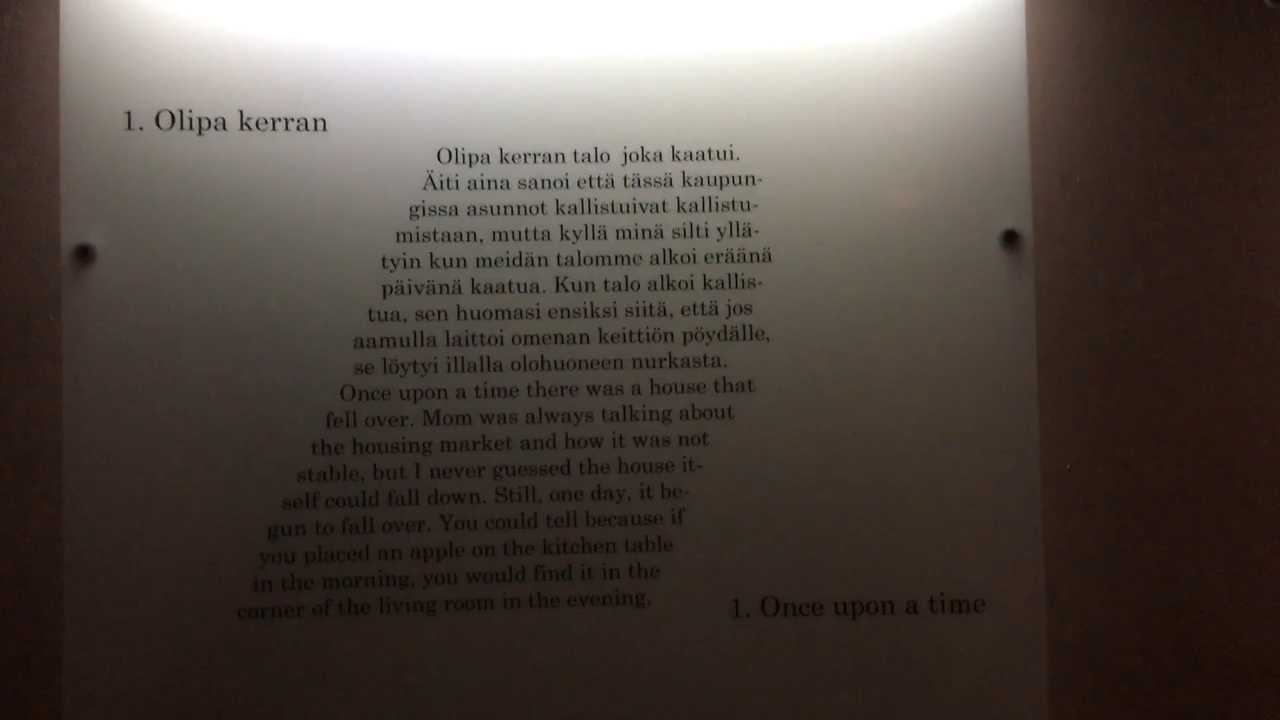 1. Olipa kerran
Olipa kerran talo joka kaatui.
Äiti aina sanoi että tässä kaupun-
gissa asunnot kallistuivat kallistu-
mistaan, mutta kyllä minä silti yllä-
tyin kun meidän talomme alkoi eräänä
päivänä kaatua. Kun talo alkoi kallis-
tua, sen huomasi ensiksi siitä, että jos
aamulla laittoi omenan keittiön pöydälle,
se löytyi illalla olohuoneen nurkasta.
Once upon a time there was a house that
fell over. Mom was always talking about
the housing market and how it was not
stable, but I never guessed the house it-
self could fall down. Still, one day, it be-
gun to fall over. You could tell because if
you placed an apple on the kitchen table
in the morning, you would find it in the
corner of the living room in the evening.
1. Once upon a time